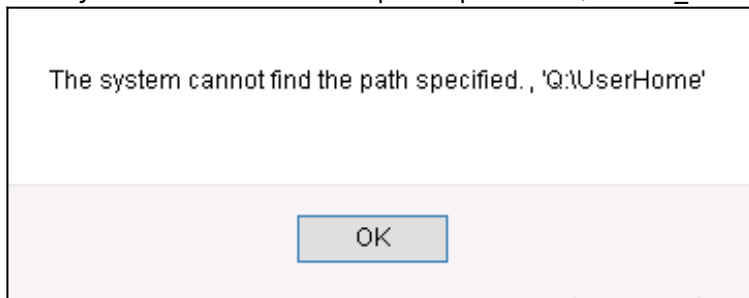 The system cannot find the path specified. , 'Q:\UserHome'
OK